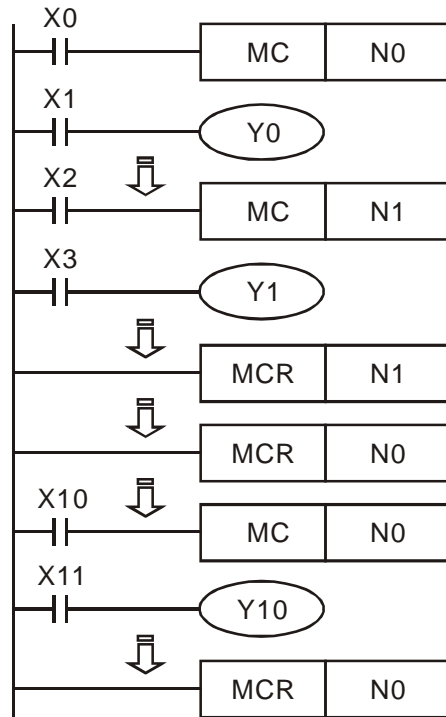 X0
MC N0
X1
Y0
X2
MC N1
X3
Y1
MCR N1
MCR N0
X10
MC N0
X11
Y10
MCR N0